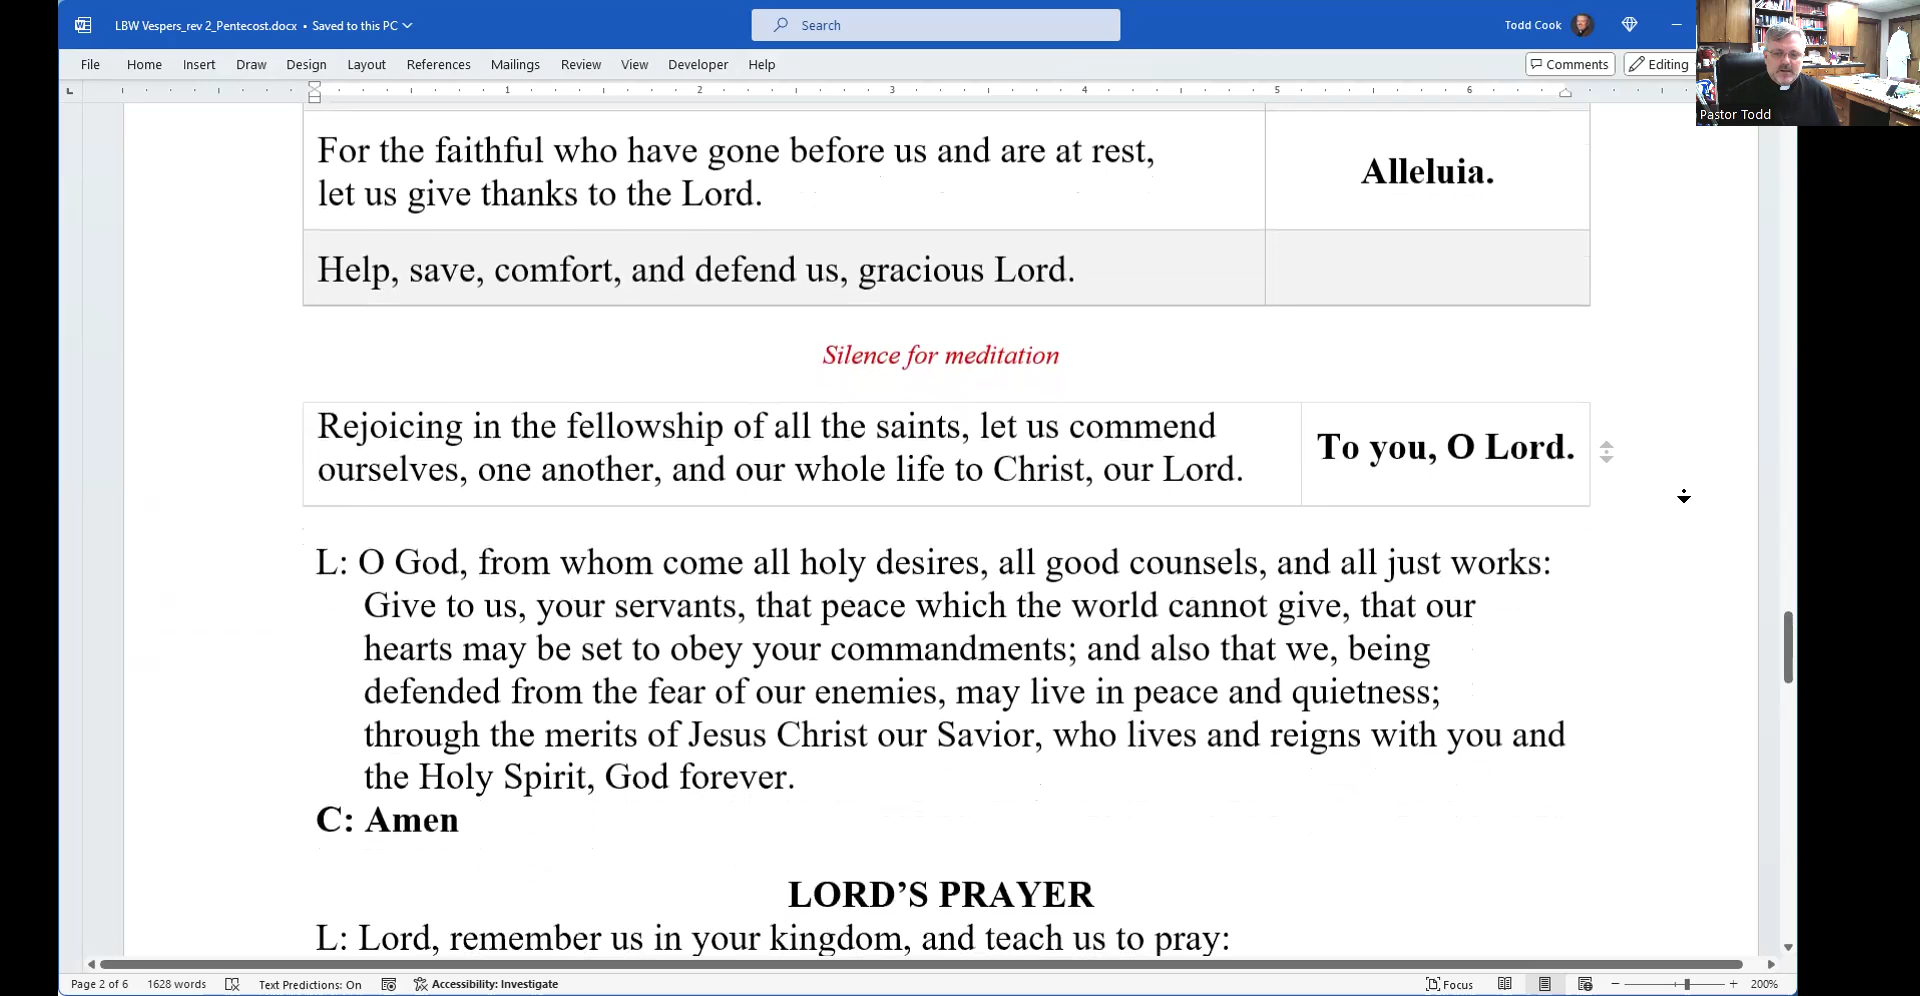 LBW Vespers_rev 2_Pentecost.docx • Saved to this PC
Search
Todd Cook
File Home Insert Draw Design Layout References Mailings Review View Developer Help
Comments Editing
1 2 3 4 5 6
Pastor Todd
For the faithful who have gone before us and are at rest,
let us give thanks to the Lord.
Alleluia.
Help, save, comfort, and defend us, gracious Lord.
Silence for meditation
Rejoicing in the fellowship of all the saints, let us commend
ourselves, one another, and our whole life to Christ, our Lord.
To you, O Lord.
L: O God, from whom come all holy desires, all good counsels, and all just works:
Give to us, your servants, that peace which the world cannot give, that our
hearts may be set to obey your commandments; and also that we, being
defended from the fear of our enemies, may live in peace and quietness;
through the merits of Jesus Christ our Savior, who lives and reigns with you and
the Holy Spirit, God forever.
C: Amen
LORD’S PRAYER
L: Lord, remember us in your kingdom, and teach us to pray:
Page 2 of 6 1628 words Text Predictions: On Accessibility: Investigate Focus 200%